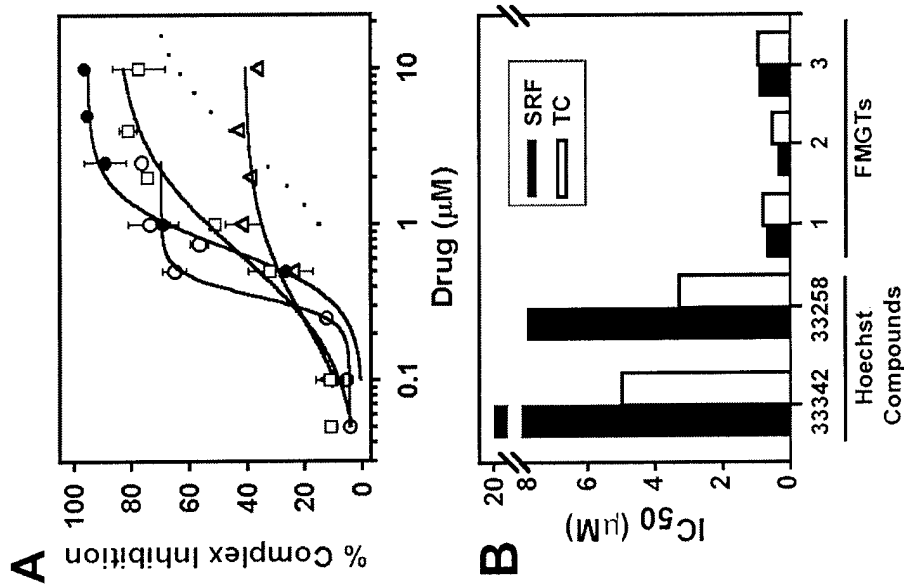 A
% Complex Inhibition
100
80
60
40
20
0
0.1
1
10
Drug (µM)
B
IC50 (µM)
20
8
6
4
2
0
SRF
TC
33342
33258
1
2
3
Hoechst
Compounds
FMGTs